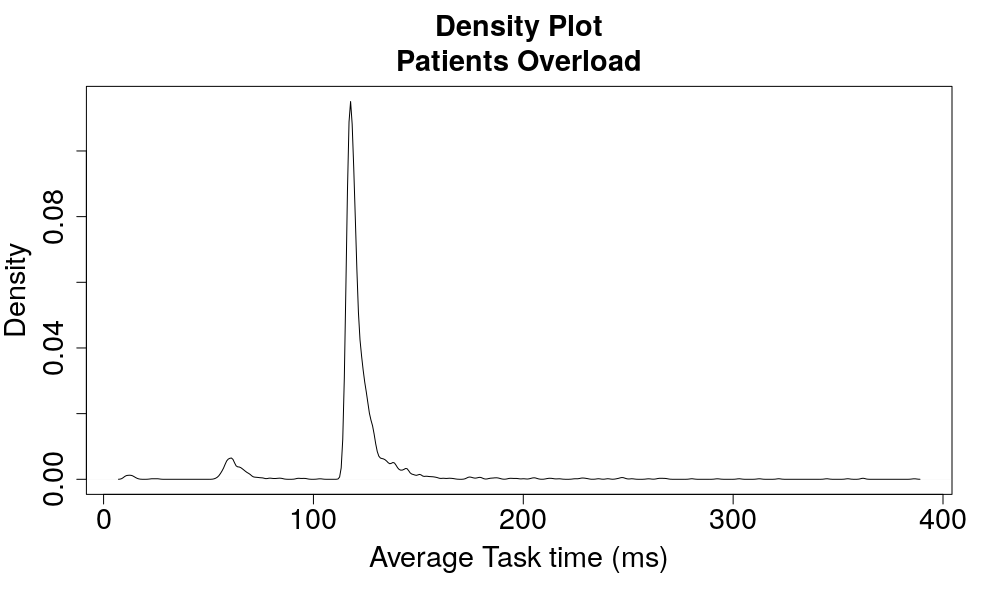 Density Plot
Patients Overload
Density
0.08
0.04
0.00
0 100 200 300 400
Average Task time (ms)